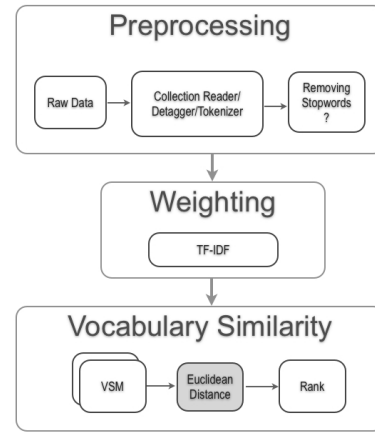 Preprocessing
Raw Data
Collection Reader/
Detagger/Tokenizer
Removing
Stopwords
?
Weighting
TF-IDF
Vocabulary Similarity
VSM
Euclidean
Distance
Rank